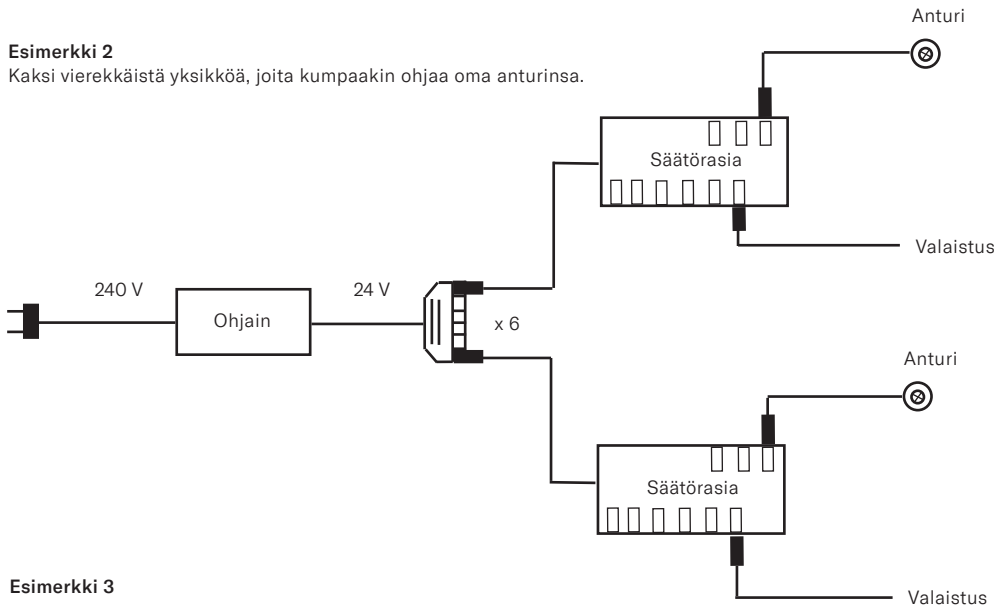 Anturi
Esimerkki 2
Kaksi vierekkäistä yksikköä, joita kumpaakin ohjaa oma anturinsa.
Säätörasia
Valaistus
240 V
24 V
Ohjain
x 6
Anturi
Säätörasia
Esimerkki 3
Valaistus